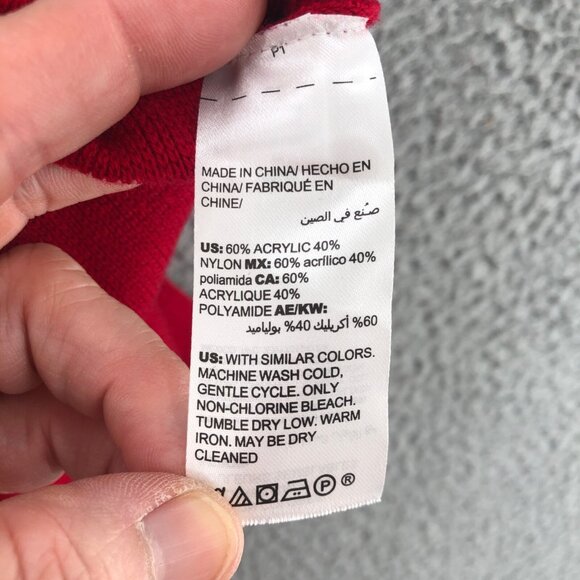 P1
MADE IN CHINA/ HECHO EN
CHINA/ FABRIQUÉ EN
CHINE/
صُنع في الصين
US: 60% ACRYLIC 40%
NYLON MX: 60% acrílico 40%
poliamida CA: 60%
ACRYLIQUE 40%
POLYAMIDE AE/KW:
60% أكريليك 40% بولياميد
US: WITH SIMILAR COLORS.
MACHINE WASH COLD,
GENTLE CYCLE. ONLY
NON-CHLORINE BLEACH.
TUMBLE DRY LOW. WARM
IRON. MAY BE DRY
CLEANED
P ®